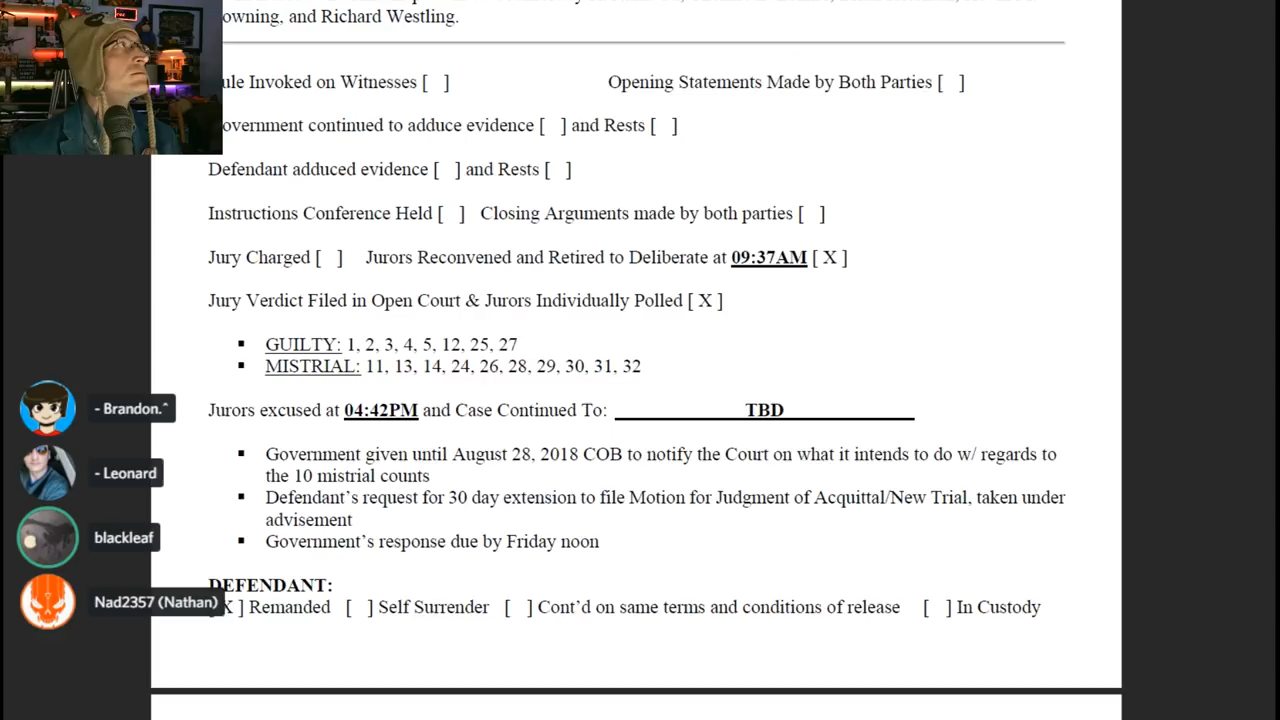 owning, and Richard Westling.
ule Invoked on Witnesses [ ] Opening Statements Made by Both Parties [ ]
overnment continued to adduce evidence [ ] and Rests [ ]
Defendant adduced evidence [ ] and Rests [ ]
Instructions Conference Held [ ] Closing Arguments made by both parties [ ]
Jury Charged [ ] Jurors Reconvened and Retired to Deliberate at 09:37AM [ X ]
Jury Verdict Filed in Open Court & Jurors Individually Polled [ X ]
▪ GUILTY: 1, 2, 3, 4, 5, 12, 25, 27
▪ MISTRIAL: 11, 13, 14, 24, 26, 28, 29, 30, 31, 32
Jurors excused at 04:42PM and Case Continued To: TBD
▪ Government given until August 28, 2018 COB to notify the Court on what it intends to do w/ regards to
the 10 mistrial counts
▪ Defendant's request for 30 day extension to file Motion for Judgment of Acquittal/New Trial, taken under
advisement
▪ Government's response due by Friday noon
DEFENDANT:
X ] Remanded [ ] Self Surrender [ ] Cont'd on same terms and conditions of release [ ] In Custody
- Brandon.^
- Leonard
blackleaf
Nad2357 (Nathan)